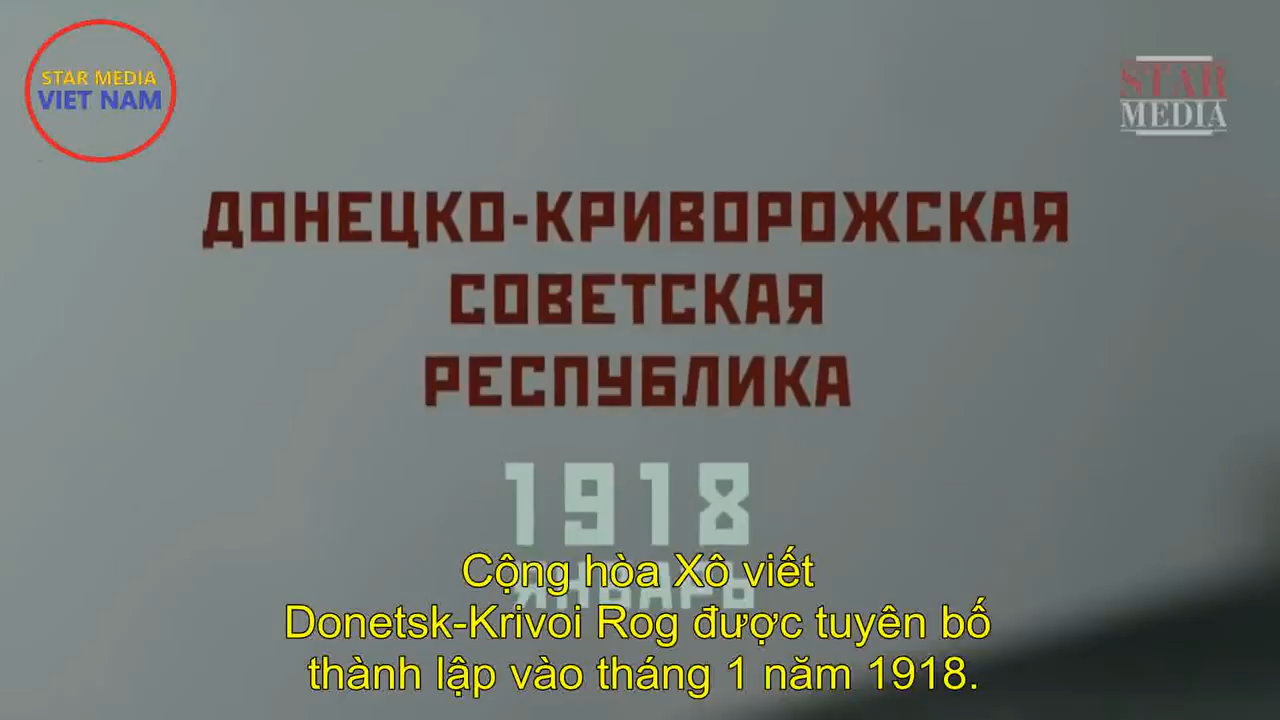 STAR MEDIA
VIET NAM
STAR
MEDIA
ДОНЕЦКО-КРИВОРОЖСКАЯ
СОВЕТСКАЯ
РЕСПУБЛИКА
1918
ЯНВАРЬ
Cộng hòa Xô viết
Donetsk-Krivoi Rog được tuyên bố
thành lập vào tháng 1 năm 1918.